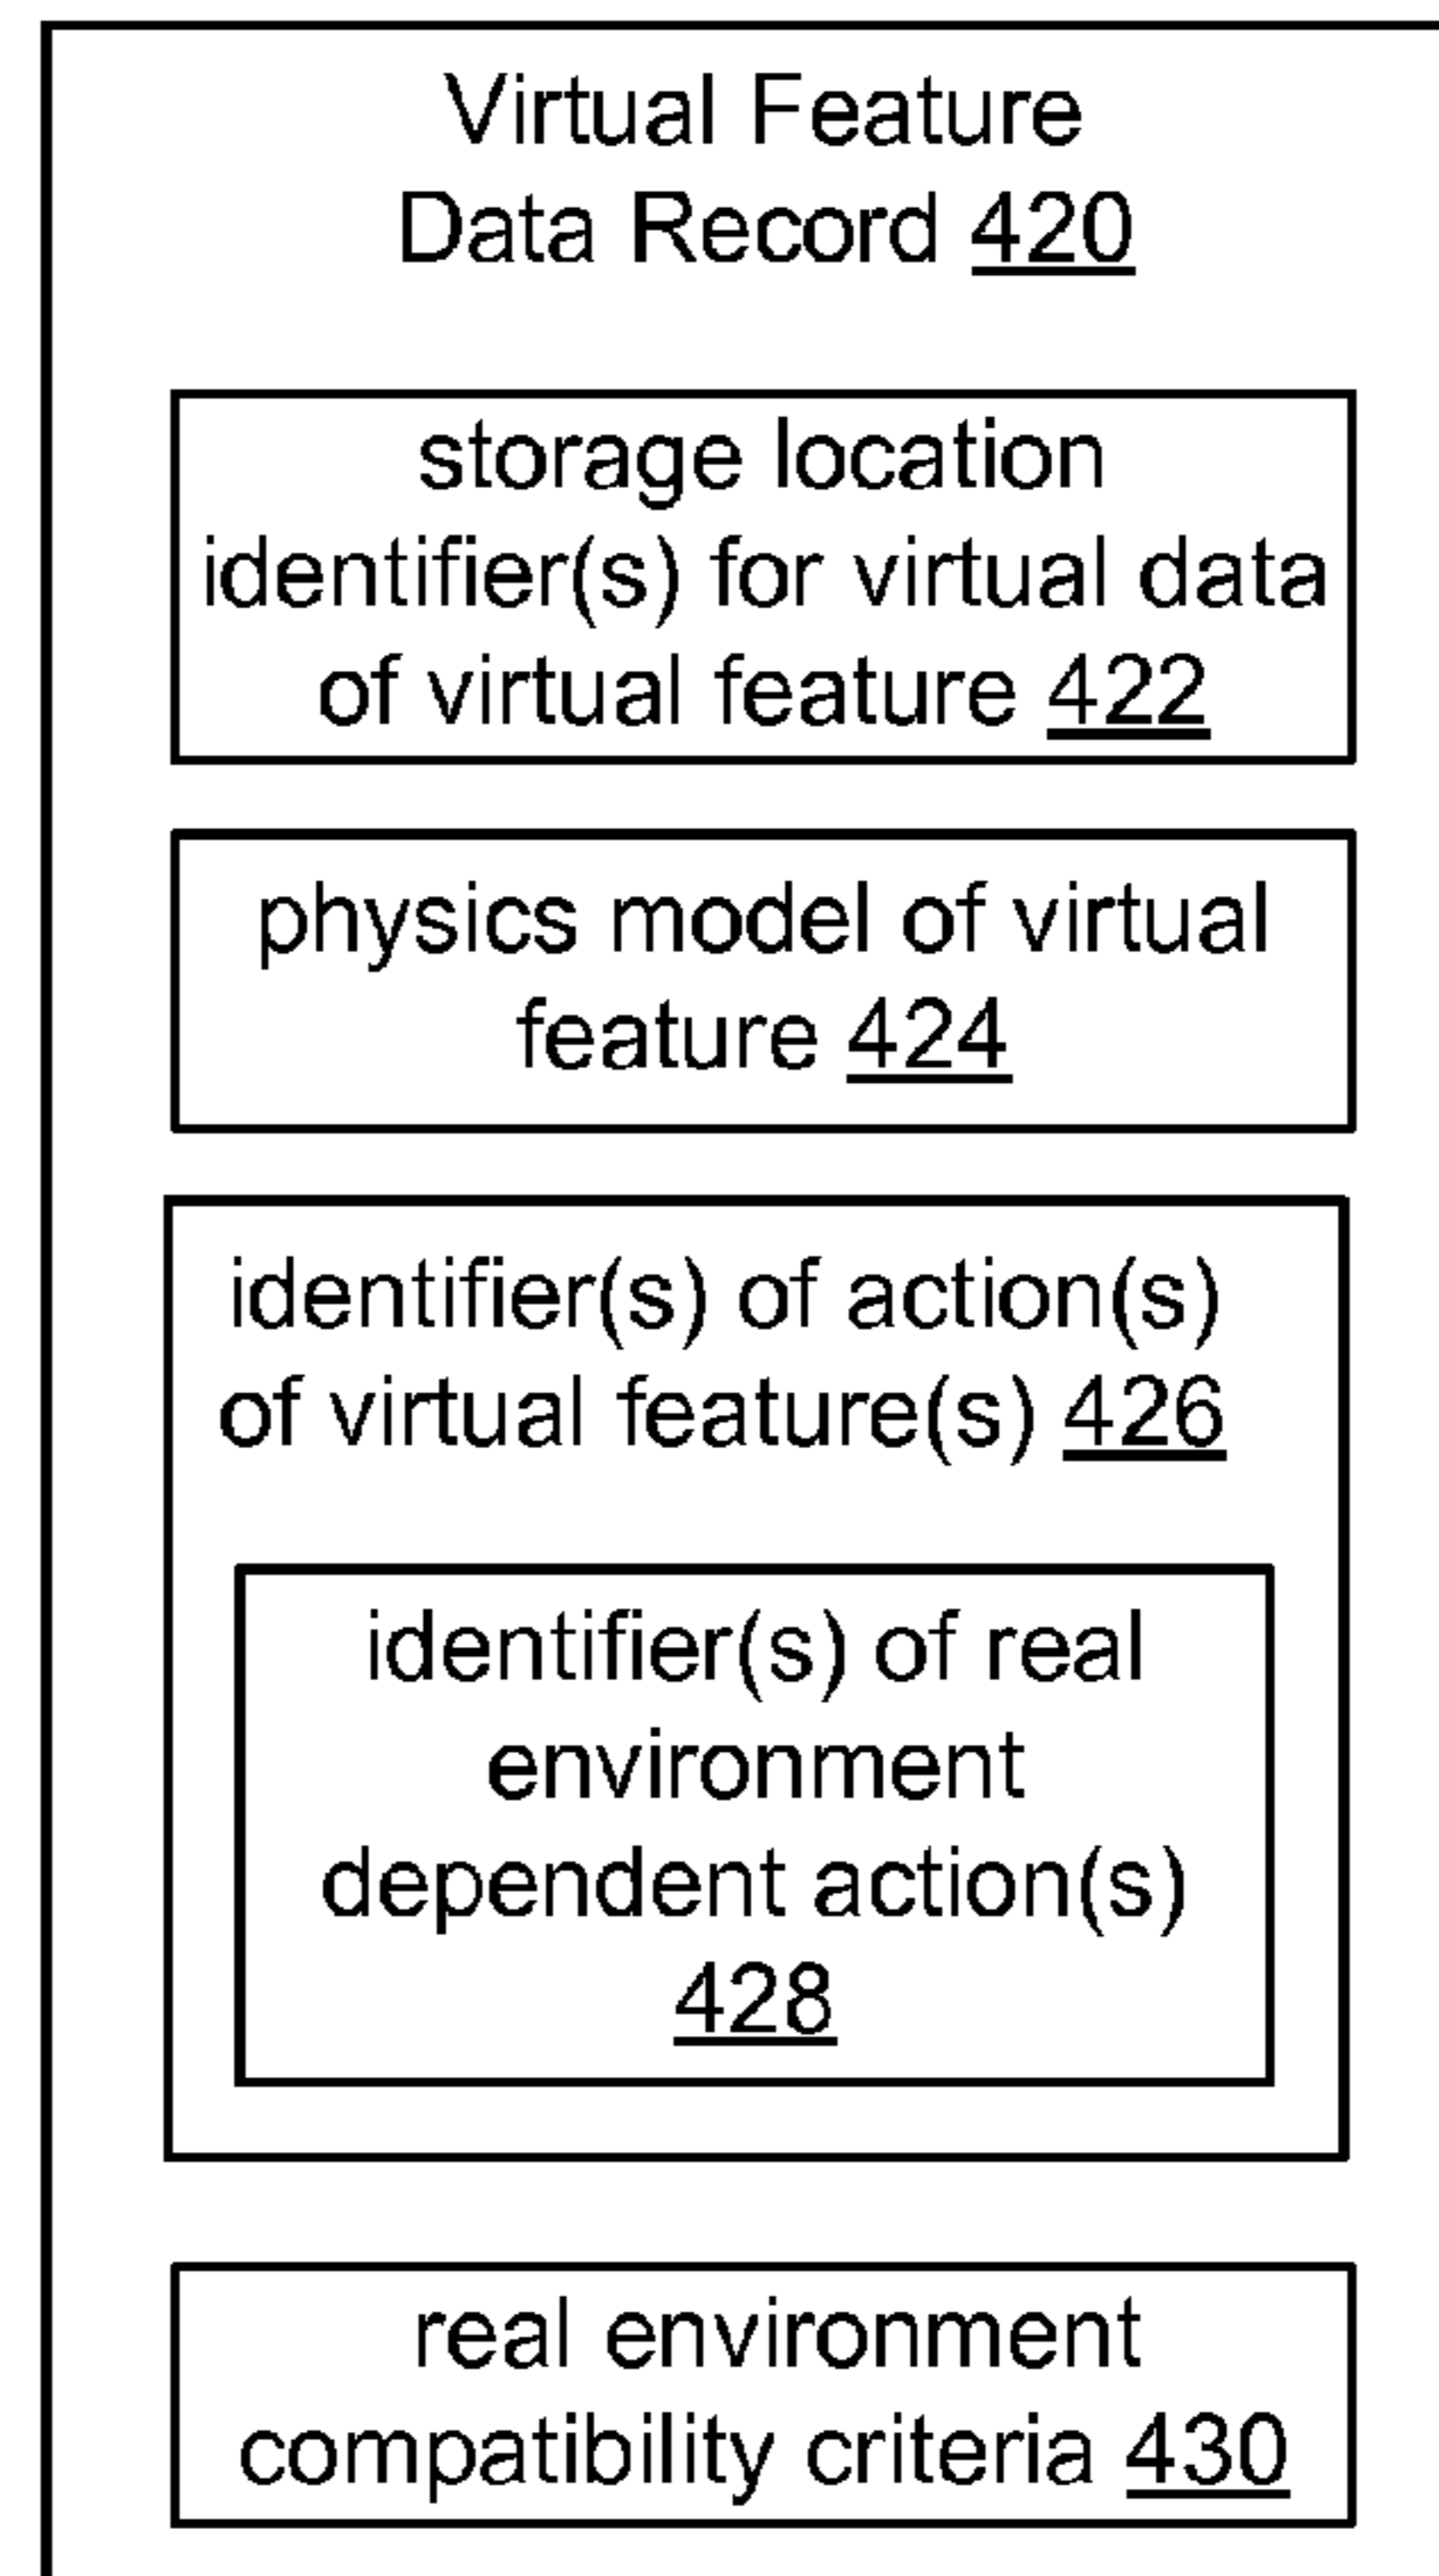 Virtual Feature
Data Record 420
storage location
identifier(s) for virtual data
of virtual feature 422
physics model of virtual
feature 424
identifier(s) of action(s)
of virtual feature(s) 426
identifier(s) of real
environment
dependent action(s)
428
real environment
compatibility criteria 430